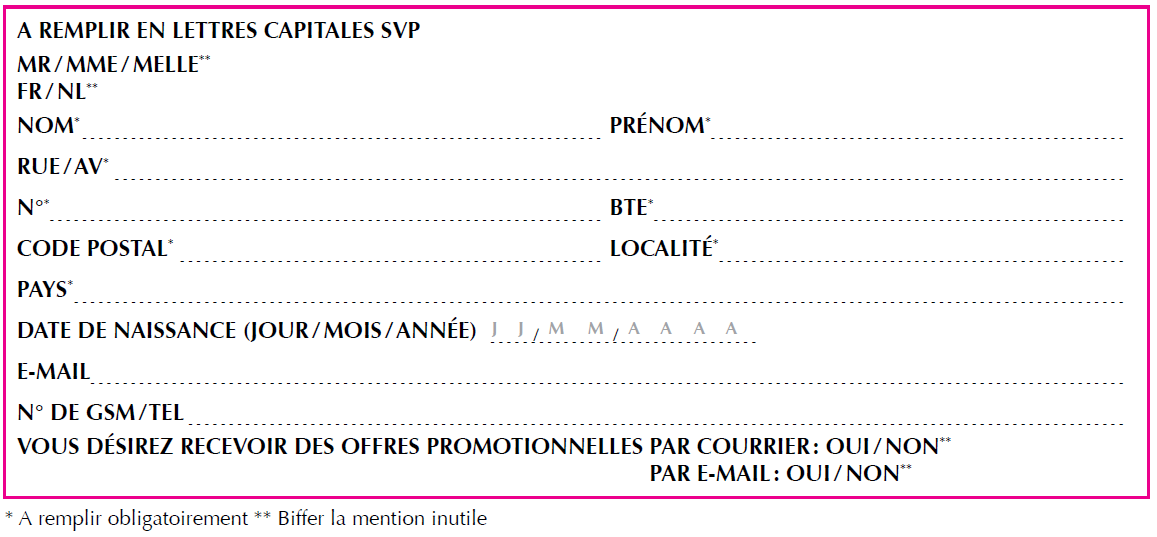 A REMPLIR EN LETTRES CAPITALES SVP
MR / MME / MELLE**
FR / NL**
NOM* PRÉNOM*
RUE / AV*
N°* BTE*
CODE POSTAL* LOCALITÉ*
PAYS*
DATE DE NAISSANCE (JOUR / MOIS / ANNÉE) J J / M M / A A A A
E-MAIL
N° DE GSM / TEL
VOUS DÉSIREZ RECEVOIR DES OFFRES PROMOTIONNELLES PAR COURRIER : OUI / NON**
PAR E-MAIL : OUI / NON**
* A remplir obligatoirement ** Biffer la mention inutile